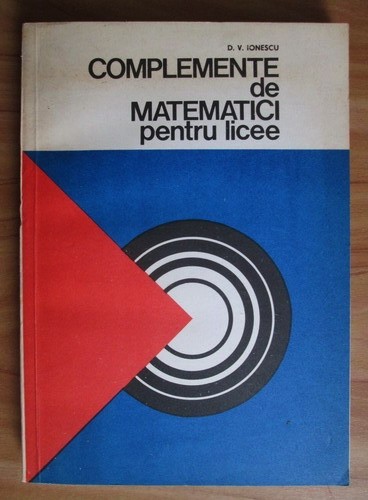 D. V. IONESCU
COMPLEMENTE
de
MATEMATICI
pentru licee